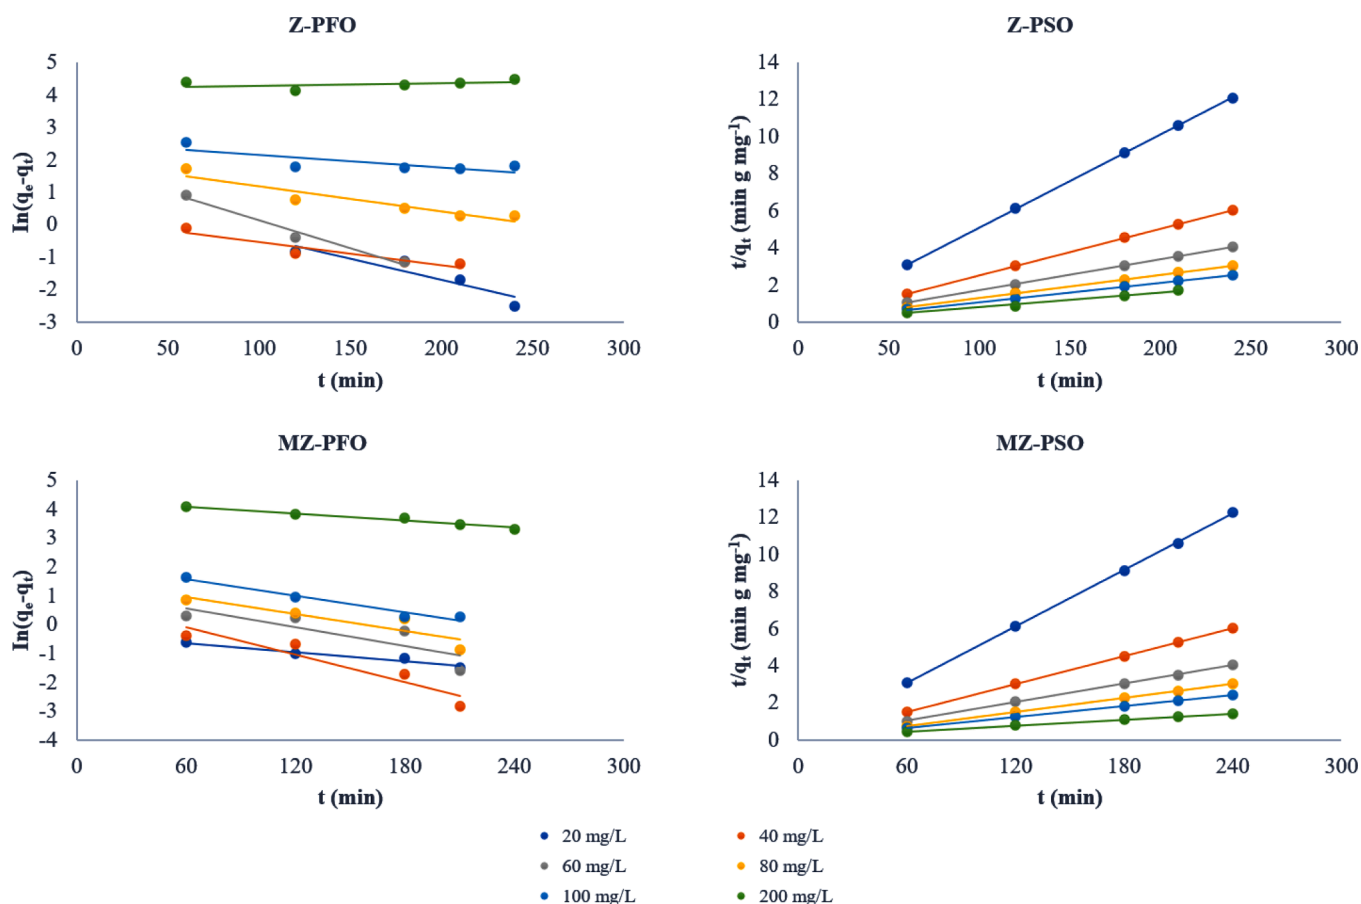 Z-PFO
ln(qₑ-qₜ)
5
4
3
2
1
0
-1
-2
-3
0 50 100 150 200 250 300
t (min)
Z-PSO
t/qₜ (min g mg⁻¹)
14
12
10
8
6
4
2
0
0 50 100 150 200 250 300
t (min)
MZ-PFO
ln(qₑ-qₜ)
5
4
3
2
1
0
-1
-2
-3
-4
0 60 120 180 240 300
t (min)
MZ-PSO
t/qₜ (min g mg⁻¹)
14
12
10
8
6
4
2
0
0 60 120 180 240 300
t (min)
20 mg/L 40 mg/L
60 mg/L 80 mg/L
100 mg/L 200 mg/L